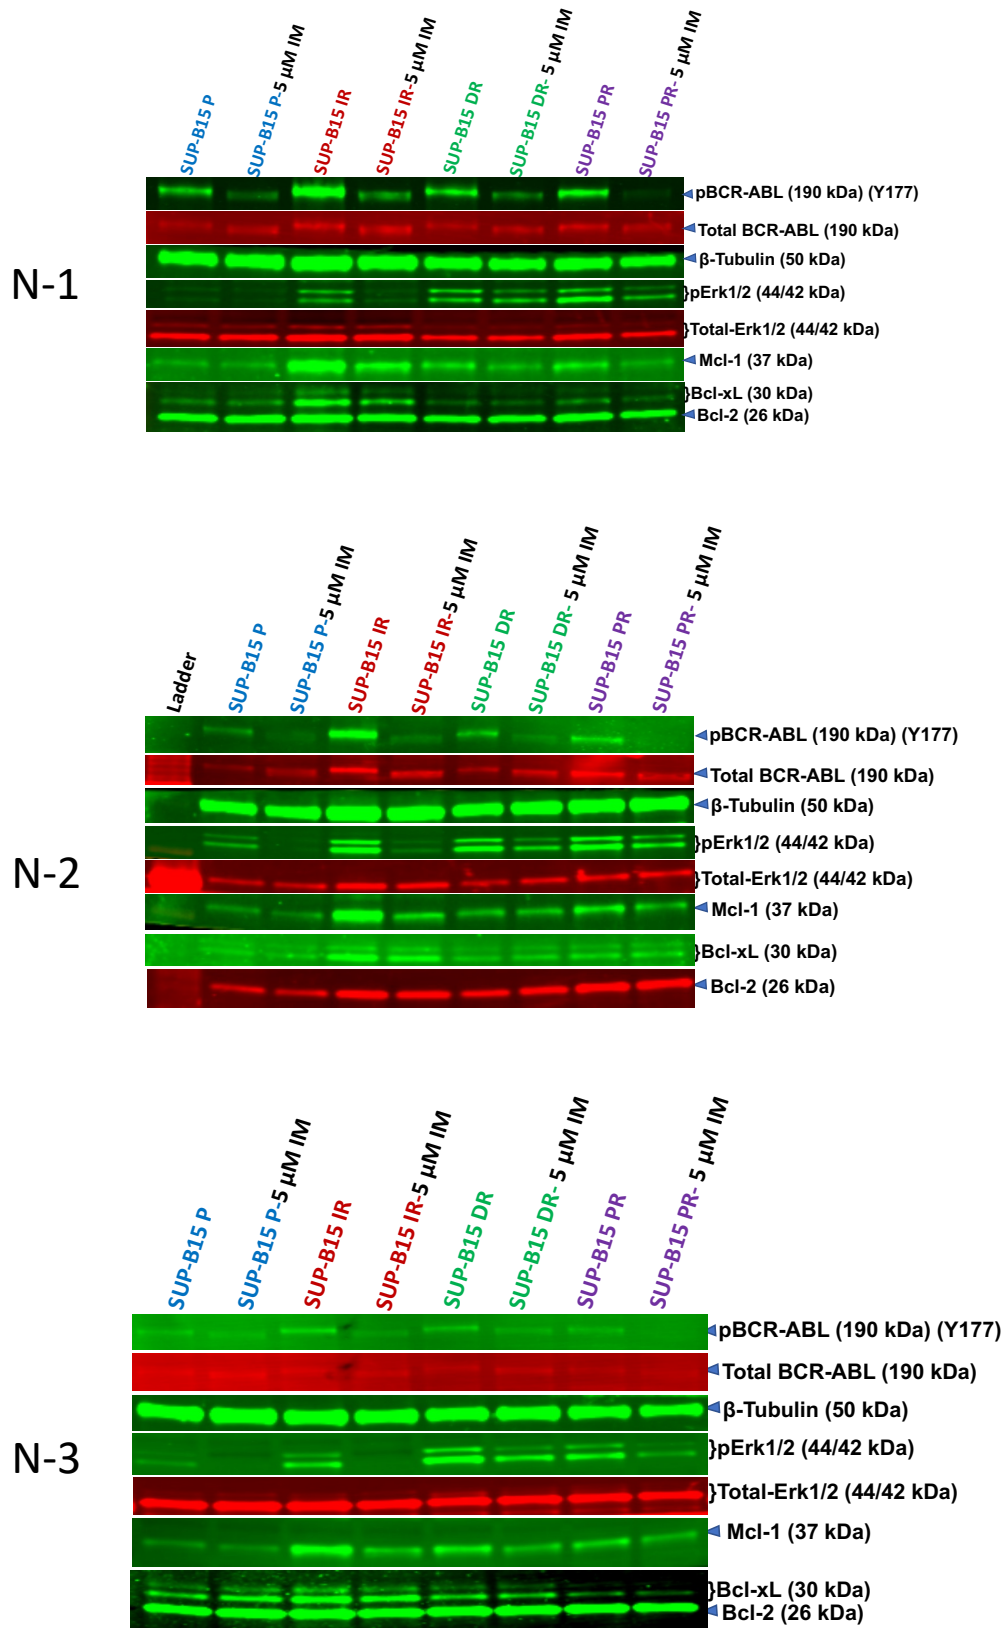 SUP-B15 P
SUP-B15 P-5 µM IM
SUP-B15 IR
SUP-B15 IR-5 µM IM
SUP-B15 DR
SUP-B15 DR- 5 µM IM
SUP-B15 PR
SUP-B15 PR- 5 µM IM
N-1
pBCR-ABL (190 kDa) (Y177)
Total BCR-ABL (190 kDa)
β-Tubulin (50 kDa)
}pErk1/2 (44/42 kDa)
}Total-Erk1/2 (44/42 kDa)
Mcl-1 (37 kDa)
}Bcl-xL (30 kDa)
Bcl-2 (26 kDa)
Ladder
SUP-B15 P
SUP-B15 P-5 µM IM
SUP-B15 IR
SUP-B15 IR-5 µM IM
SUP-B15 DR
SUP-B15 DR- 5 µM IM
SUP-B15 PR
SUP-B15 PR- 5 µM IM
N-2
pBCR-ABL (190 kDa) (Y177)
Total BCR-ABL (190 kDa)
β-Tubulin (50 kDa)
}pErk1/2 (44/42 kDa)
}Total-Erk1/2 (44/42 kDa)
Mcl-1 (37 kDa)
}Bcl-xL (30 kDa)
Bcl-2 (26 kDa)
SUP-B15 P
SUP-B15 P-5 µM IM
SUP-B15 IR
SUP-B15 IR-5 µM IM
SUP-B15 DR
SUP-B15 DR- 5 µM IM
SUP-B15 PR
SUP-B15 PR- 5 µM IM
N-3
pBCR-ABL (190 kDa) (Y177)
Total BCR-ABL (190 kDa)
β-Tubulin (50 kDa)
}pErk1/2 (44/42 kDa)
}Total-Erk1/2 (44/42 kDa)
Mcl-1 (37 kDa)
}Bcl-xL (30 kDa)
Bcl-2 (26 kDa)